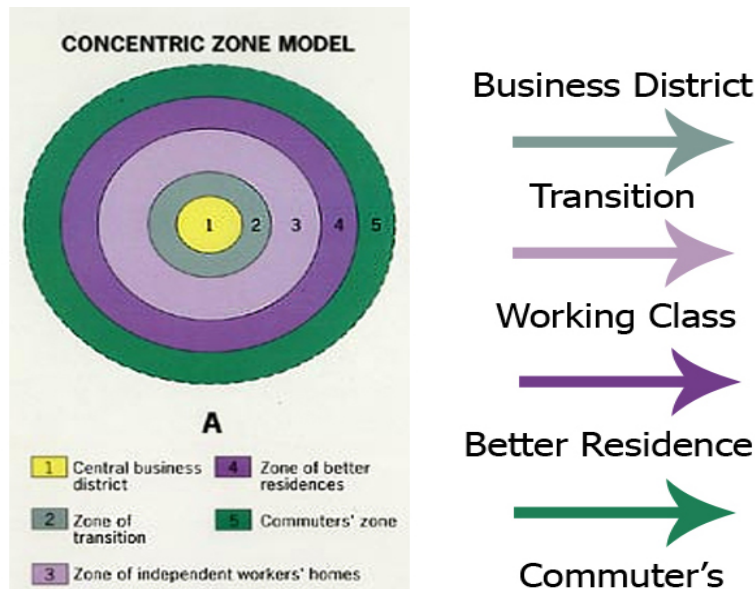 CONCENTRIC ZONE MODEL
1 2 3 4 5
A
1 Central business
district
2 Zone of
transition
3 Zone of independent workers' homes
4 Zone of better
residences
5 Commuters' zone
Business District
Transition
Working Class
Better Residence
Commuter's